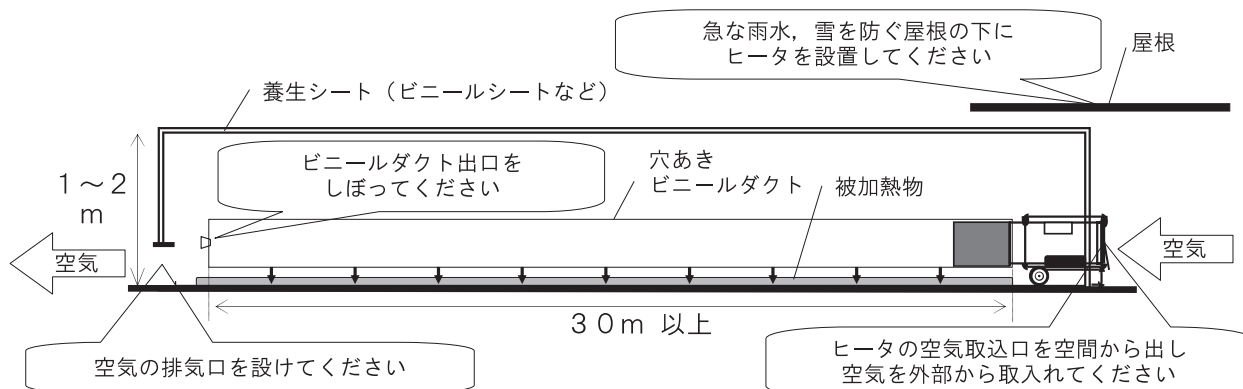 急な雨水，雪を防ぐ屋根の下に
ヒータを設置してください
屋根
養生シート（ビニールシートなど）
ビニールダクト出口を
しぼってください
穴あき
ビニールダクト
被加熱物
１～２
ｍ
空気
空気
３０ｍ 以上
空気の排気口を設けてください
ヒータの空気取込口を空間から出し
空気を外部から取入れてください